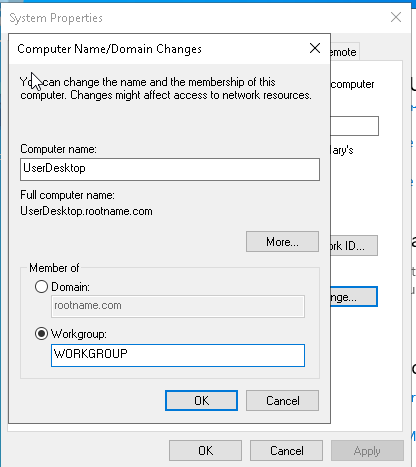 System Properties
Computer Name/Domain Changes
emote
You can change the name and the membership of this
computer. Changes might affect access to network resources.
omputer
Computer name:
UserDesktop
ary's
Full computer name:
UserDesktop.rootname.com
More...
rk ID...
Member of
Domain:
rootname.com
nge...
Workgroup:
WORKGROUP
OK
Cancel
OK
Cancel
Apply